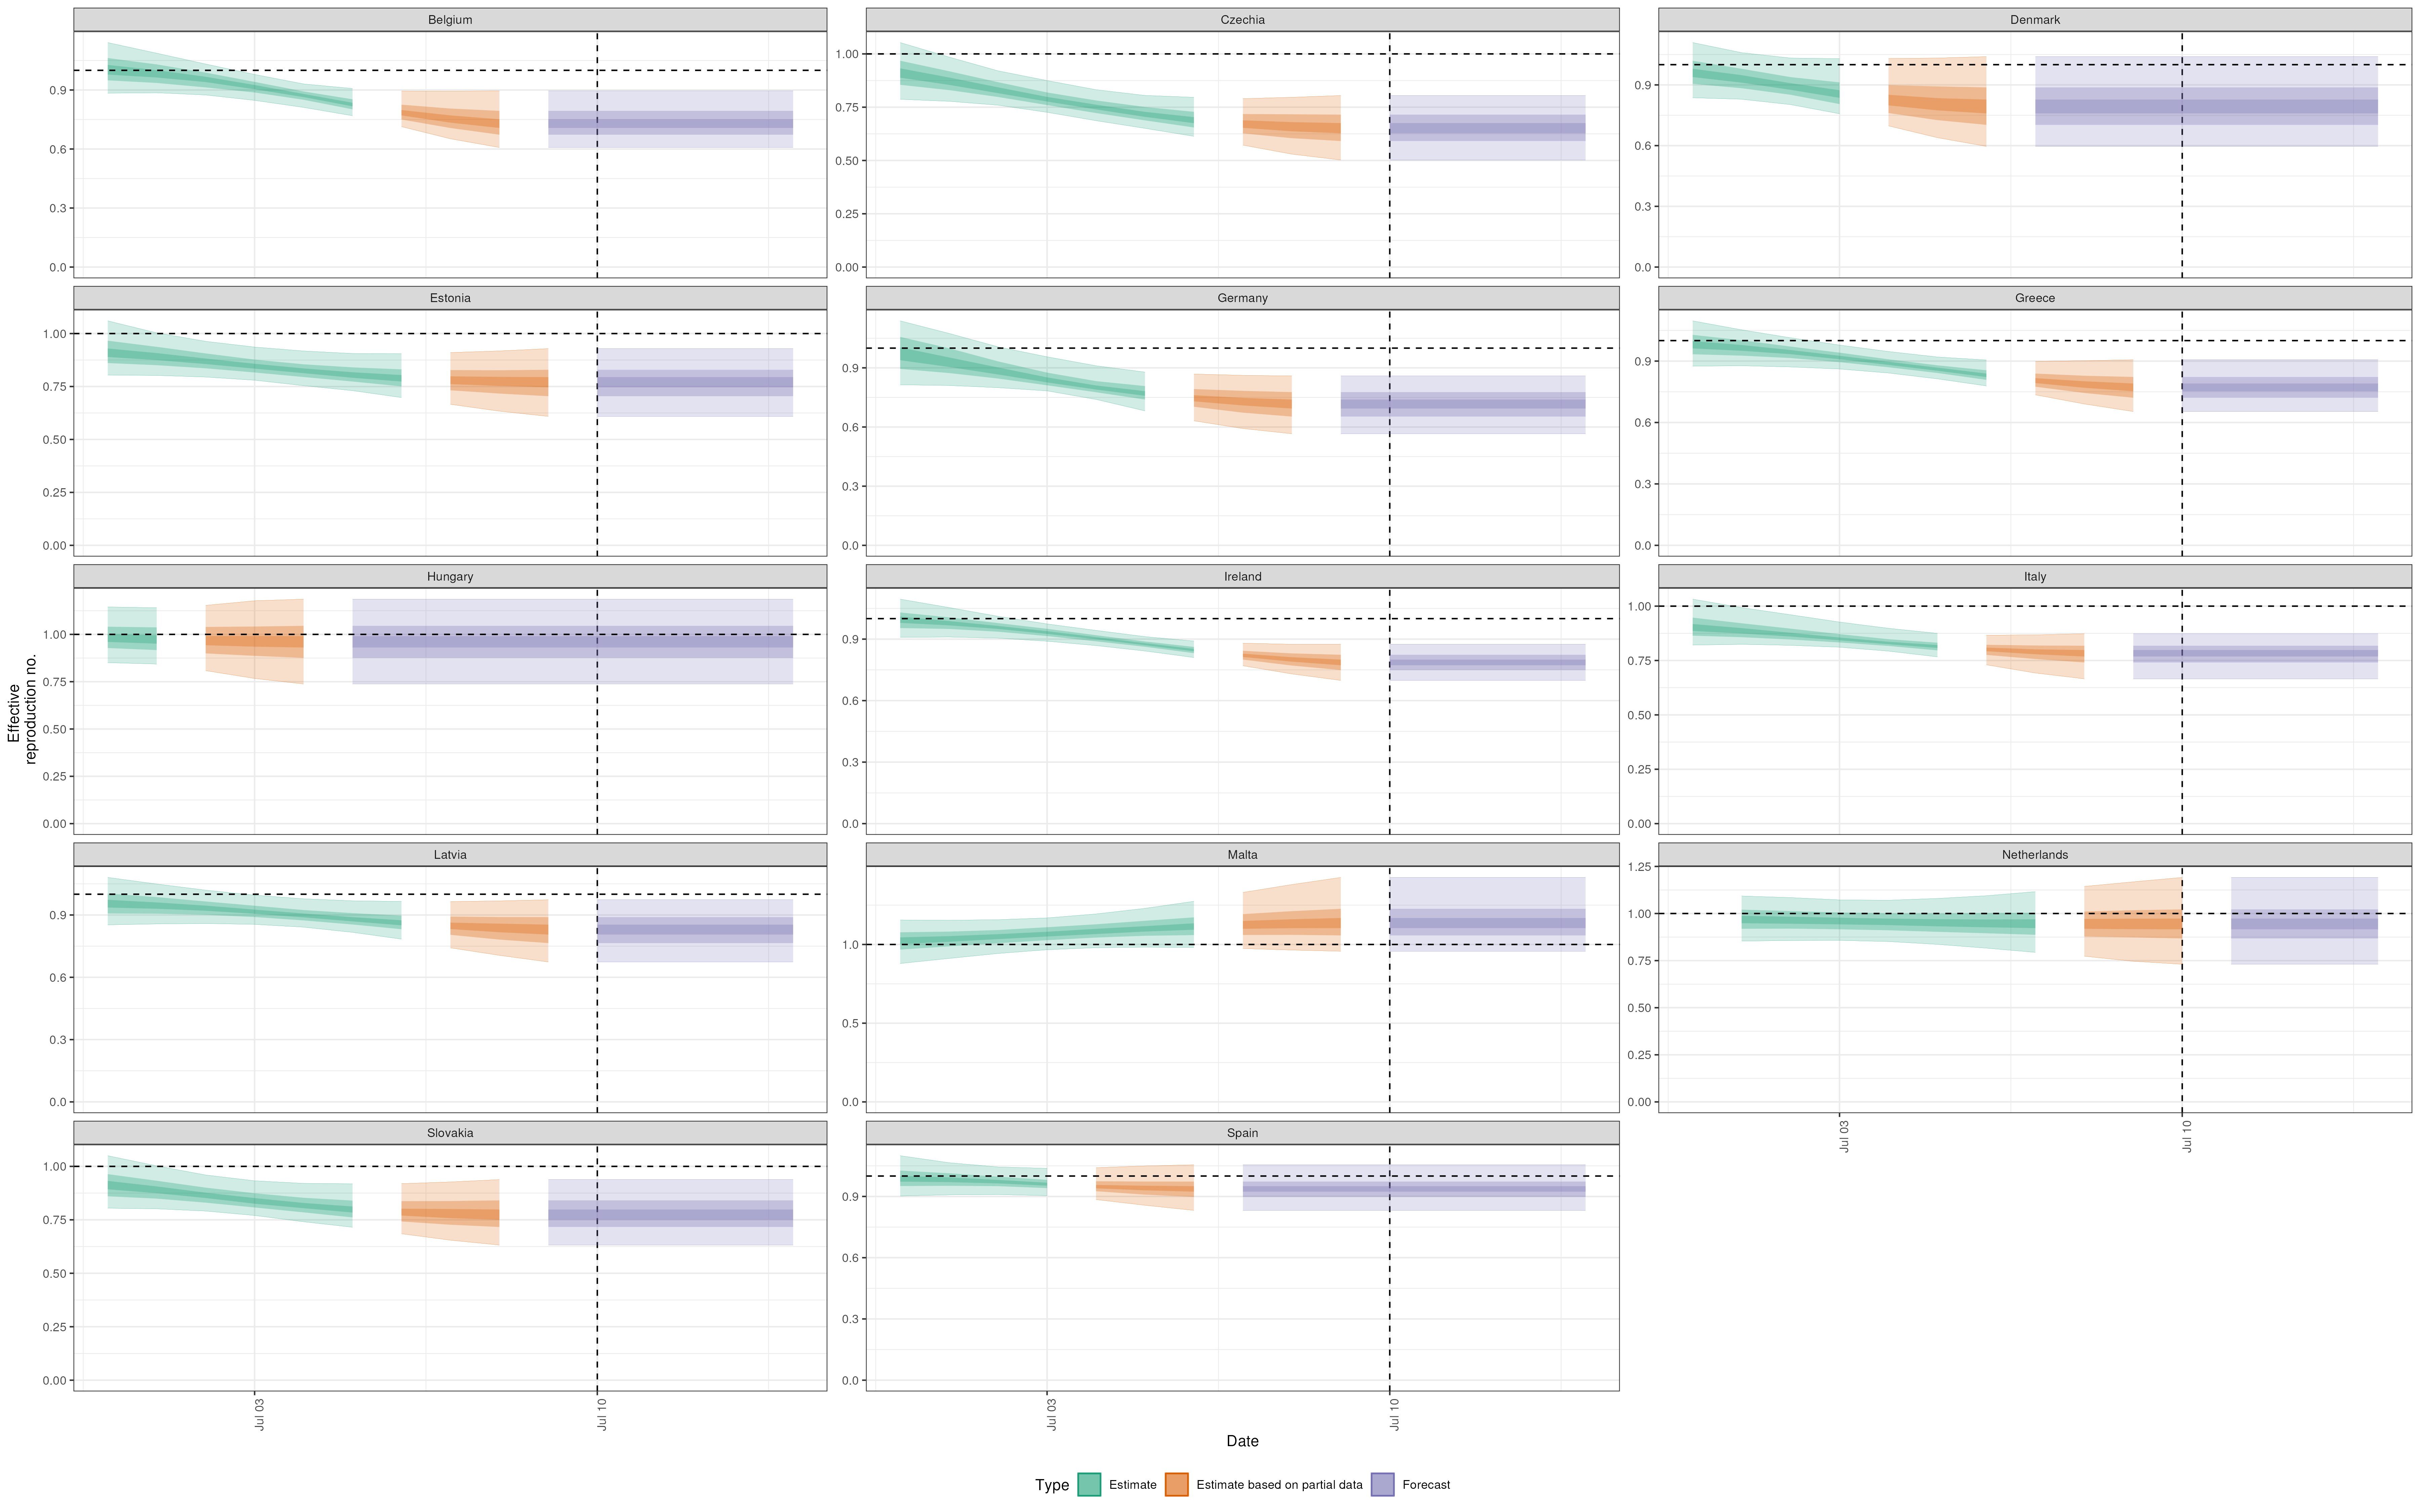 Belgium
Czechia
Denmark
0.9
0.6
0.3
0.0
1.00
0.75
0.50
0.25
0.00
0.9
0.6
0.3
0.0
Estonia
Germany
Greece
1.00
0.75
0.50
0.25
0.00
0.9
0.6
0.3
0.0
0.9
0.6
0.3
0.0
Hungary
Ireland
Italy
1.00
0.75
0.50
0.25
0.00
0.9
0.6
0.3
0.0
1.00
0.75
0.50
0.25
0.00
Effective
reproduction no.
Latvia
Malta
Netherlands
0.9
0.6
0.3
0.0
1.0
0.5
0.0
1.25
1.00
0.75
0.50
0.25
0.00
Jul 03
Jul 10
Slovakia
Spain
1.00
0.75
0.50
0.25
0.00
0.9
0.6
0.3
0.0
Jul 03
Jul 10
Jul 03
Jul 10
Date
Type Estimate Estimate based on partial data Forecast